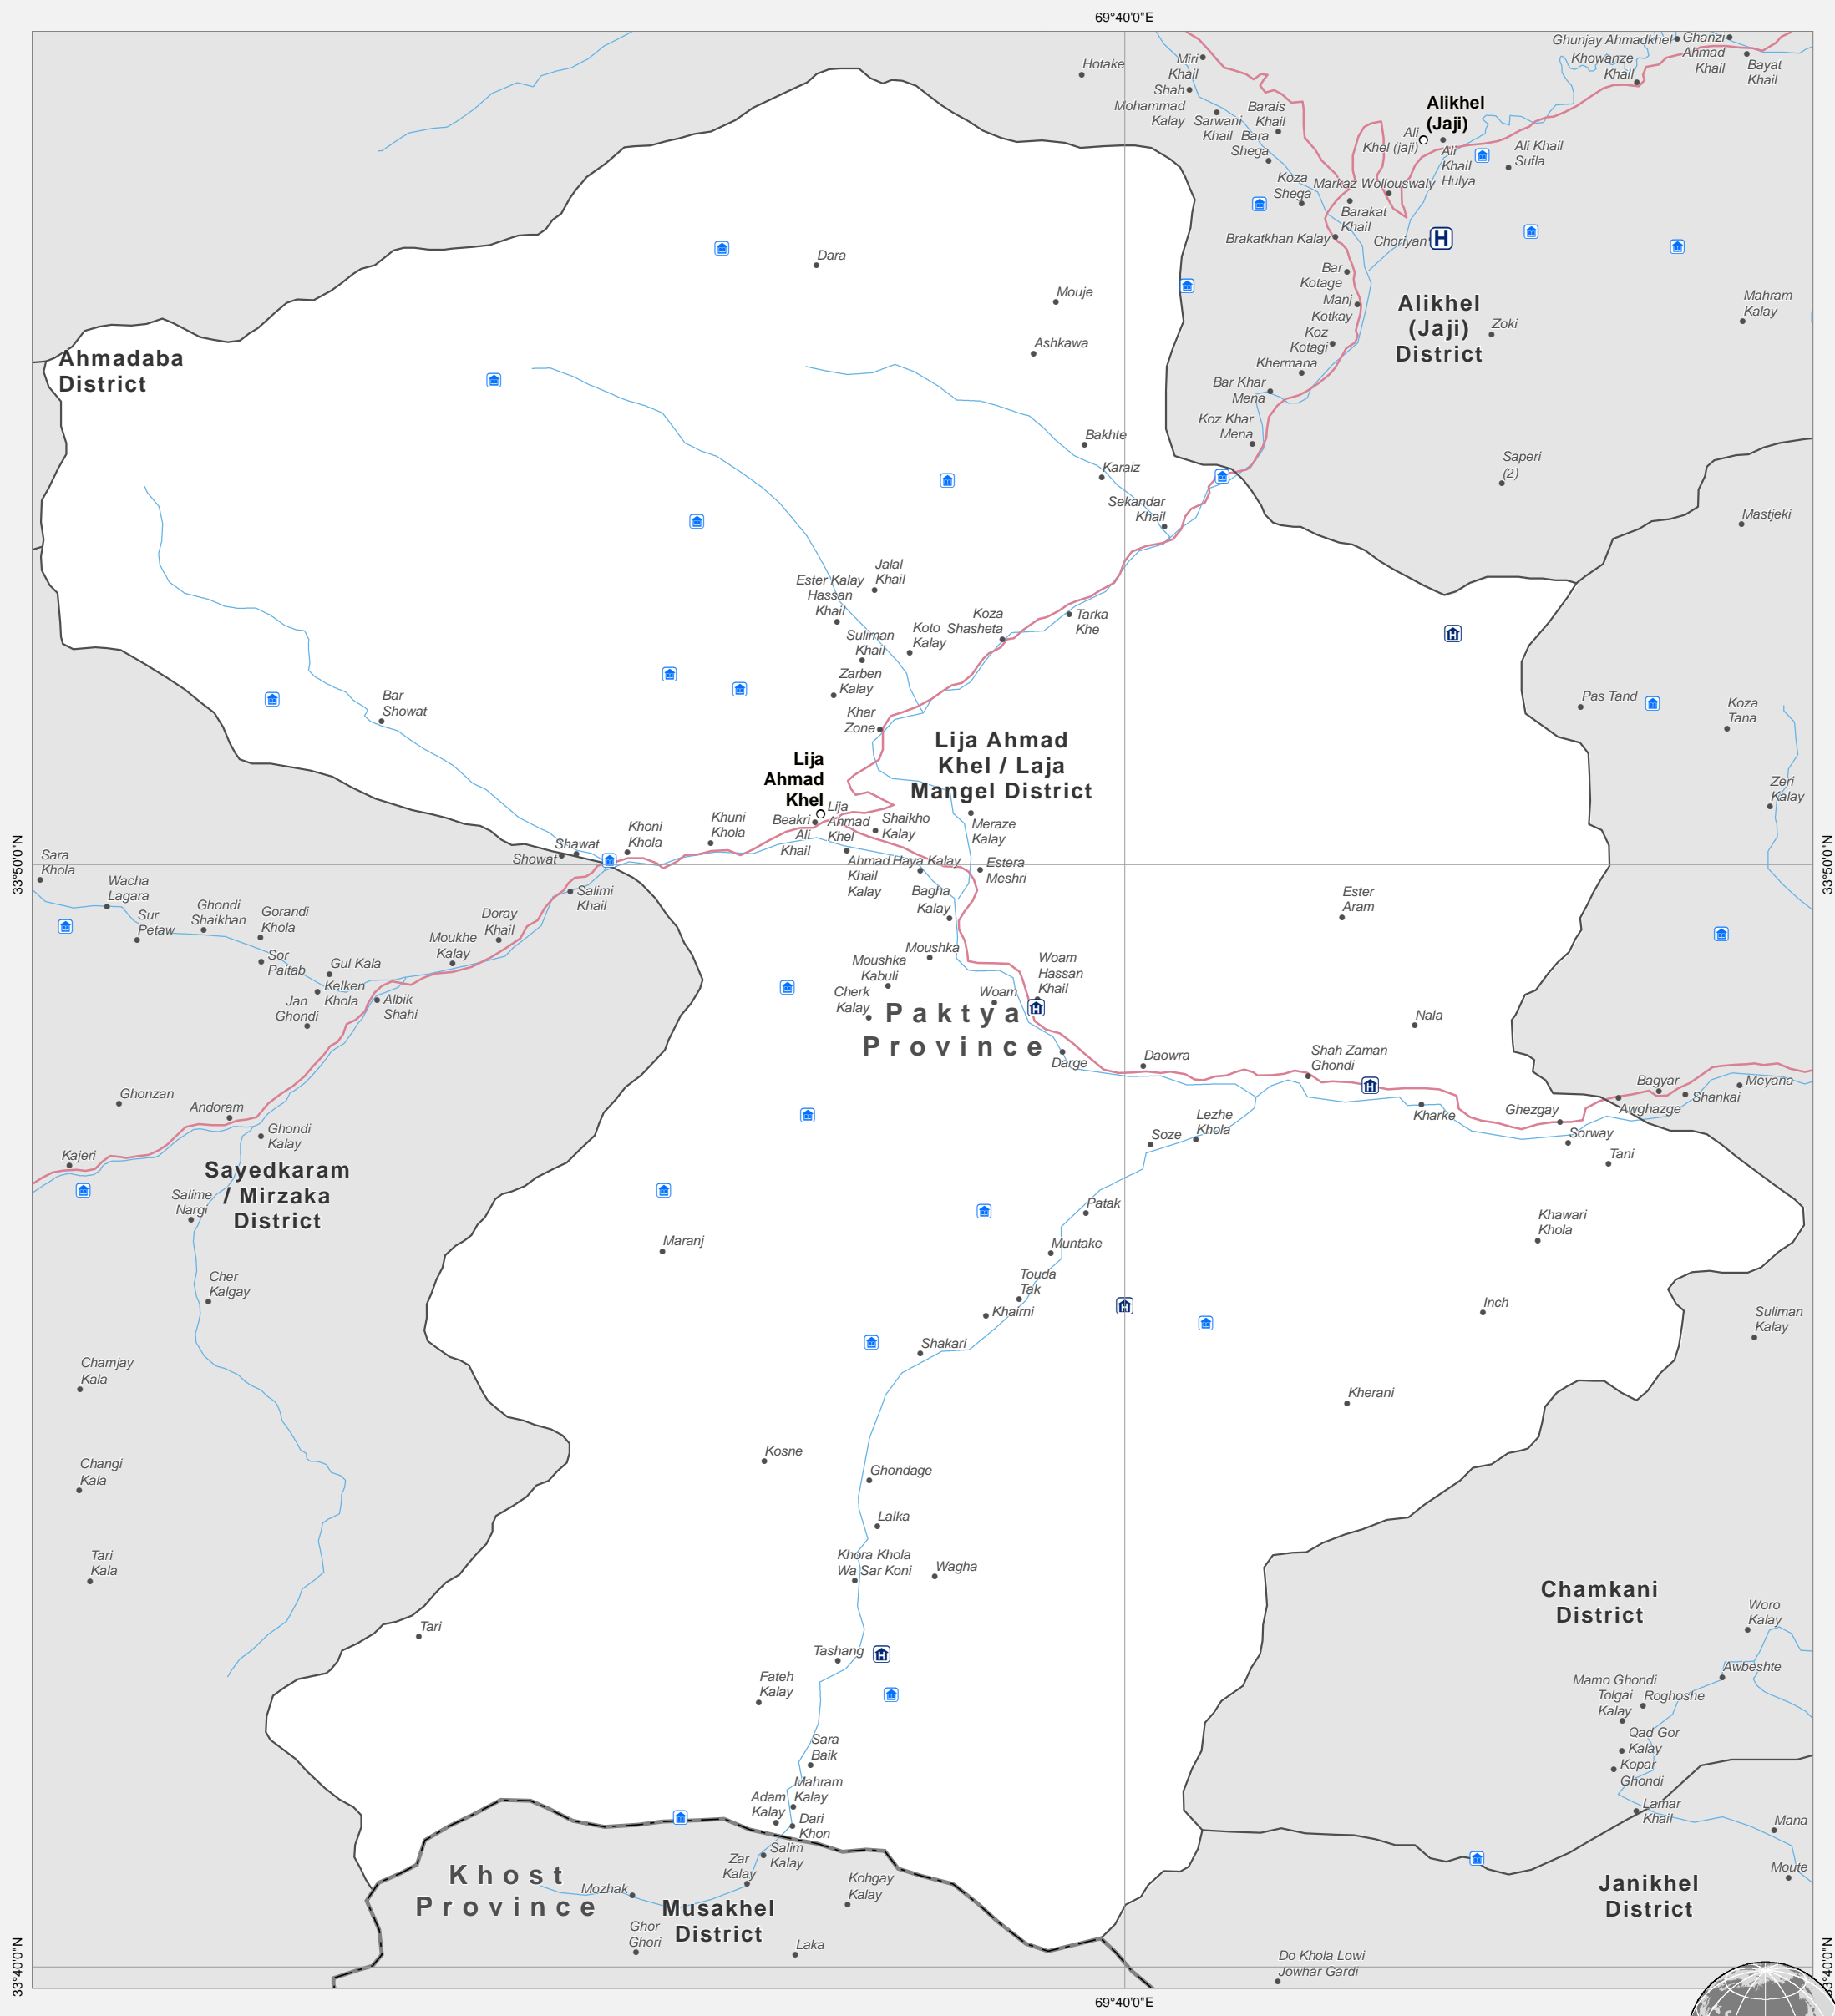 69°40'0"E
Hotake
Miri
Khail
Shah
Mohammad
Kalay
Sarwani
Khail
Barais
Khail
Bara
Shega
Koza
Shega
Ghunjay Ahmadkhel
Khowanze
Khail
Ghanzi
Ahmad
Khail
Bayat
Khail
Alikhel
(Jaji)
Ali
Khel (jaji)
Ali
Khail
Hulya
Ali Khail
Sufla
Markaz Wollouswaly
Barakat
Khail
Brakatkhan Kalay
Choriyan
H
Bar
Kotage
Manj
Kotkay
Koz
Kotagi
Khermana
Bar Khar
Mena
Koz Khar
Mena
Alikhel
(Jaji)
District
Zoki
Mahram
Kalay
Saperi
(2)
Mastjeki
Dara
Mouje
Ashkawa
Ahmadaba
District
Bakhte
Karaiz
Sekandar
Khail
Jalal
Khail
Ester Kalay
Hassan
Khail
Suliman
Khail
Koto
Kalay
Koza
Shasheta
Tarka
Khe
Zarben
Kalay
Khar
Zone
Bar
Showat
H
Pas Tand
Koza
Tana
Zeri
Kalay
Lija Ahmad
Khel / Laja
Mangel District
Lija
Ahmad
Khel
Lija
Ahmad
Khel
Beakri
Ali
Khail
Shaikho
Kalay
Meraze
Kalay
Khuni
Khola
Khoni
Khola
Shawat
Showat
Ahmad
Khail
Kalay
Haya Kalay
Estera
Meshri
Bagha
Kalay
33°50'0"N
33°50'0"N
Sara
Khola
Wacha
Lagara
Sur
Petaw
Ghondi
Shaikhan
Gorandi
Khola
Sor
Paitab
Gul Kala
Kelken
Khola
Jan
Ghondi
Albik
Shahi
Moukhe
Kalay
Doray
Khail
Salimi
Khail
Ester
Aram
Moushka
Moushka
Kabuli
Cherk
Kalay
Woam
Woam
Hassan
Khail
H
Paktya
Province
Darge
Daowra
Nala
Shah Zaman
Ghondi
H
Kharke
Ghezgay
Sorway
Tani
Awghazge
Bagyar
Shankai
Meyana
Lezhe
Khola
Soze
Ghonzan
Andoram
Ghondi
Kalay
Kajeri
Sayedkaram
/ Mirzaka
District
Salime
Nargi
Cher
Kalgay
Patak
Muntake
Touda
Tak
Khairni
Shakari
H
Maranj
Khawari
Khola
Inch
Suliman
Kalay
Kherani
Chamjay
Kala
Changi
Kala
Tari
Kala
Kosne
Ghondage
Lalka
Khora Khola
Wa Sar Koni
Wagha
Tari
Tashang
H
Fateh
Kalay
Sara
Baik
Mahram
Kalay
Adam
Kalay
Dari
Khon
Salim
Kalay
Zar
Kalay
Mozhak
Kohgay
Kalay
Ghor
Ghori
Laka
Khost
Province
Musakhel
District
Chamkani
District
Woro
Kalay
Awbeshte
Mamo Ghondi
Tolgai
Kalay
Roghoshe
Qad Gor
Kalay
Kopar
Ghondi
Lamar
Khail
Mana
Moute
Janikhel
District
Do Khola Lowi
Jowhar Gardi
33°40'0"N
33°40'0"N
69°40'0"E